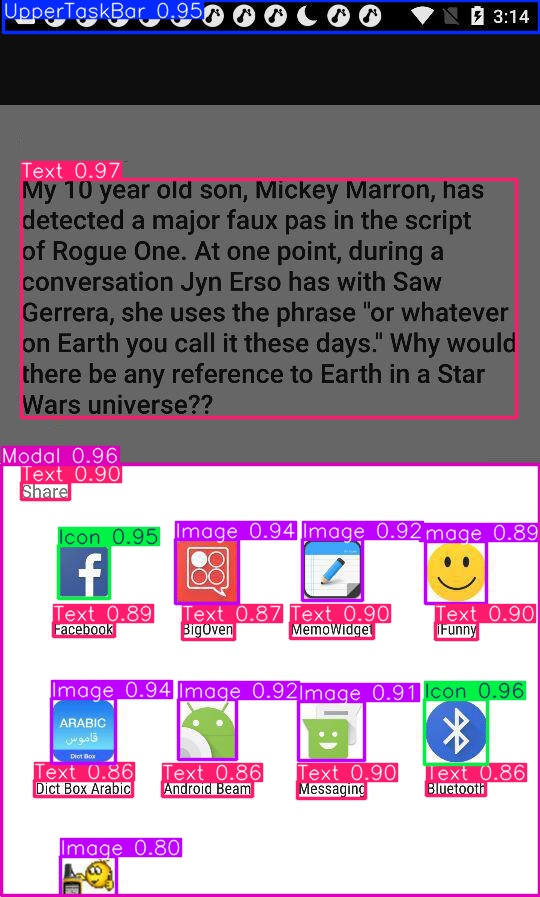 UpperTaskBar 0.95
3:14
Text 0.97
My 10 year old son, Mickey Marron, has
detected a major faux pas in the script
of Rogue One. At one point, during a
conversation Jyn Erso has with Saw
Gerrera, she uses the phrase "or whatever
on Earth you call it these days." Why would
there be any reference to Earth in a Star
Wars universe??
Modal 0.96
Text 0.90
Share
Icon 0.95
Image 0.94
Image 0.92
mage 0.89
Text 0.89
Text 0.87
Text 0.90
Text 0.90
Facebook
BigOven
MemoWidget
iFunny
Image 0.94
Image 0.92
Image 0.91
Icon 0.96
ARABIC
قاموس
Dict Box
Text 0.86
Text 0.86
Text 0.90
Text 0.86
Dict Box Arabic
Android Beam
Messaging
Bluetooth
Image 0.80